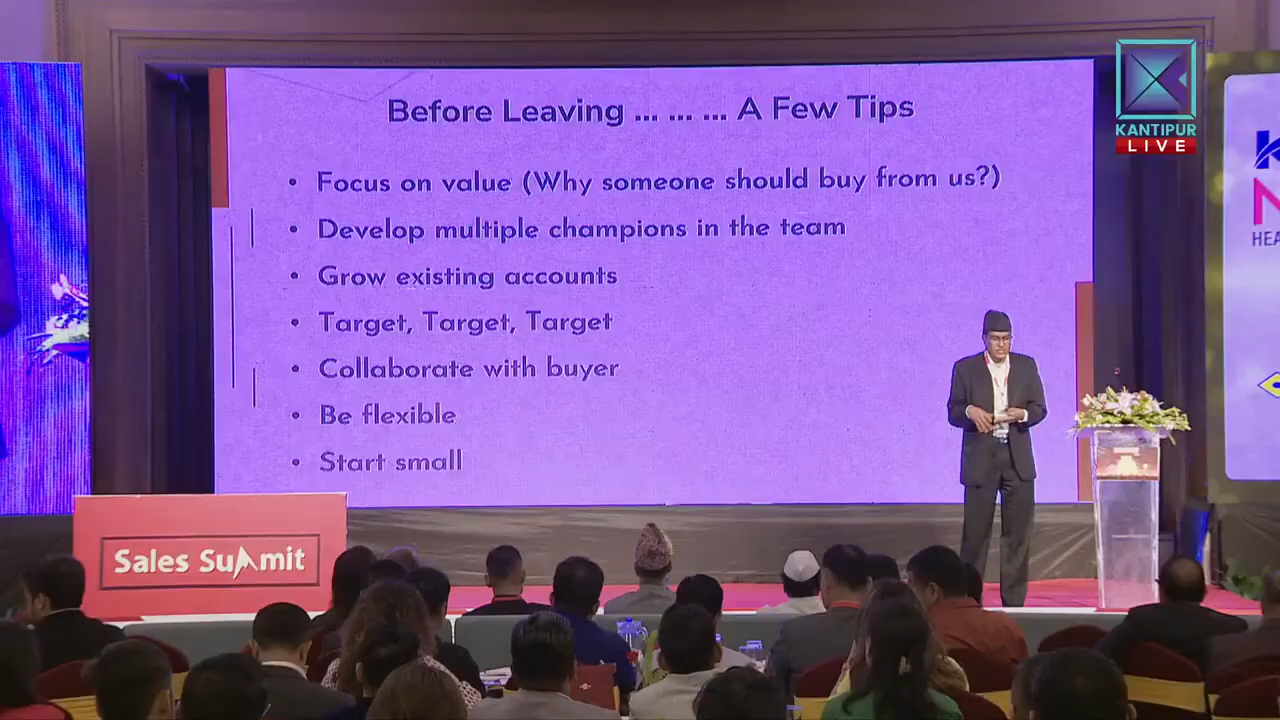 Before Leaving ... ... ... A Few Tips
• Focus on value (Why someone should buy from us?)
• Develop multiple champions in the team
• Grow existing accounts
• Target, Target, Target
• Collaborate with buyer
• Be flexible
• Start small
KANTIPUR
LIVE
HD
Sales Summit